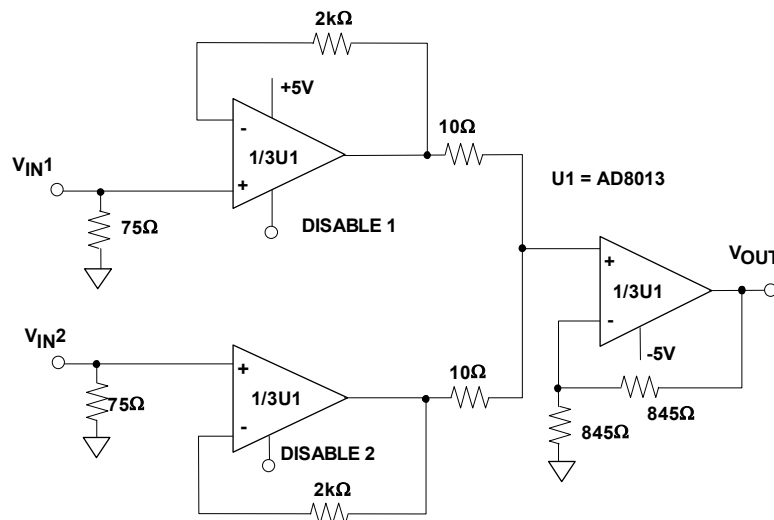 2kΩ
+5V
-
10Ω
1/3U1
VIN1
+
U1 = AD8013
75Ω
DISABLE 1
VOUT
+
1/3U1
-
VIN2
-5V
+
10Ω
75Ω
1/3U1
845Ω
-
845Ω
DISABLE 2
2kΩ